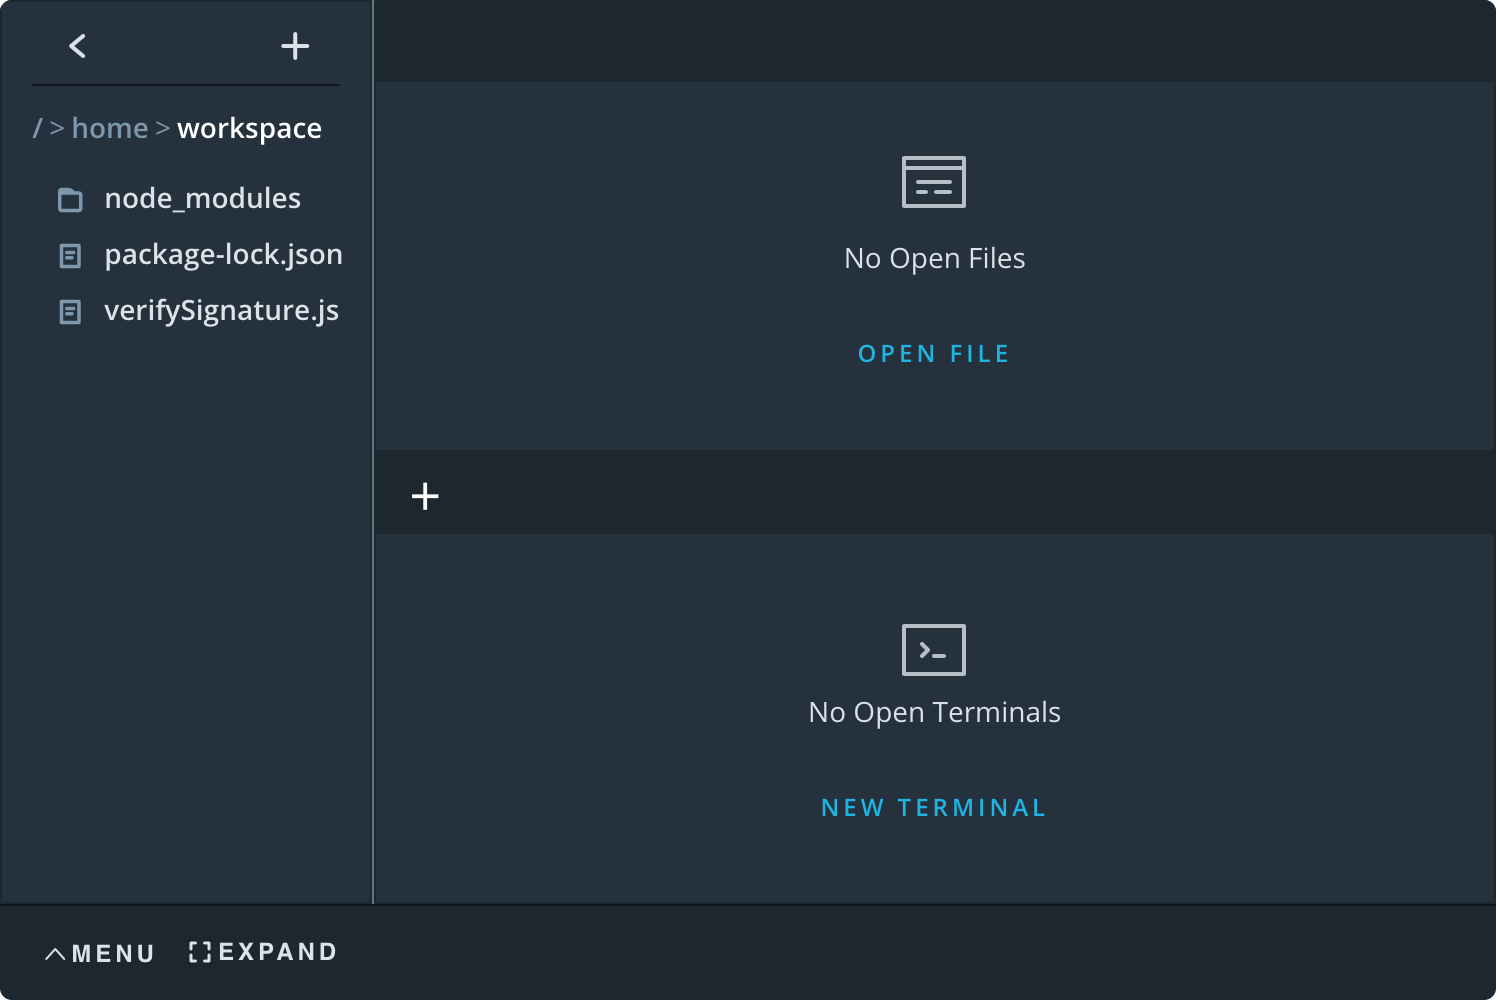 / > home > workspace
node_modules
package-lock.json
verifySignature.js
No Open Files
OPEN FILE
No Open Terminals
NEW TERMINAL
MENU EXPAND